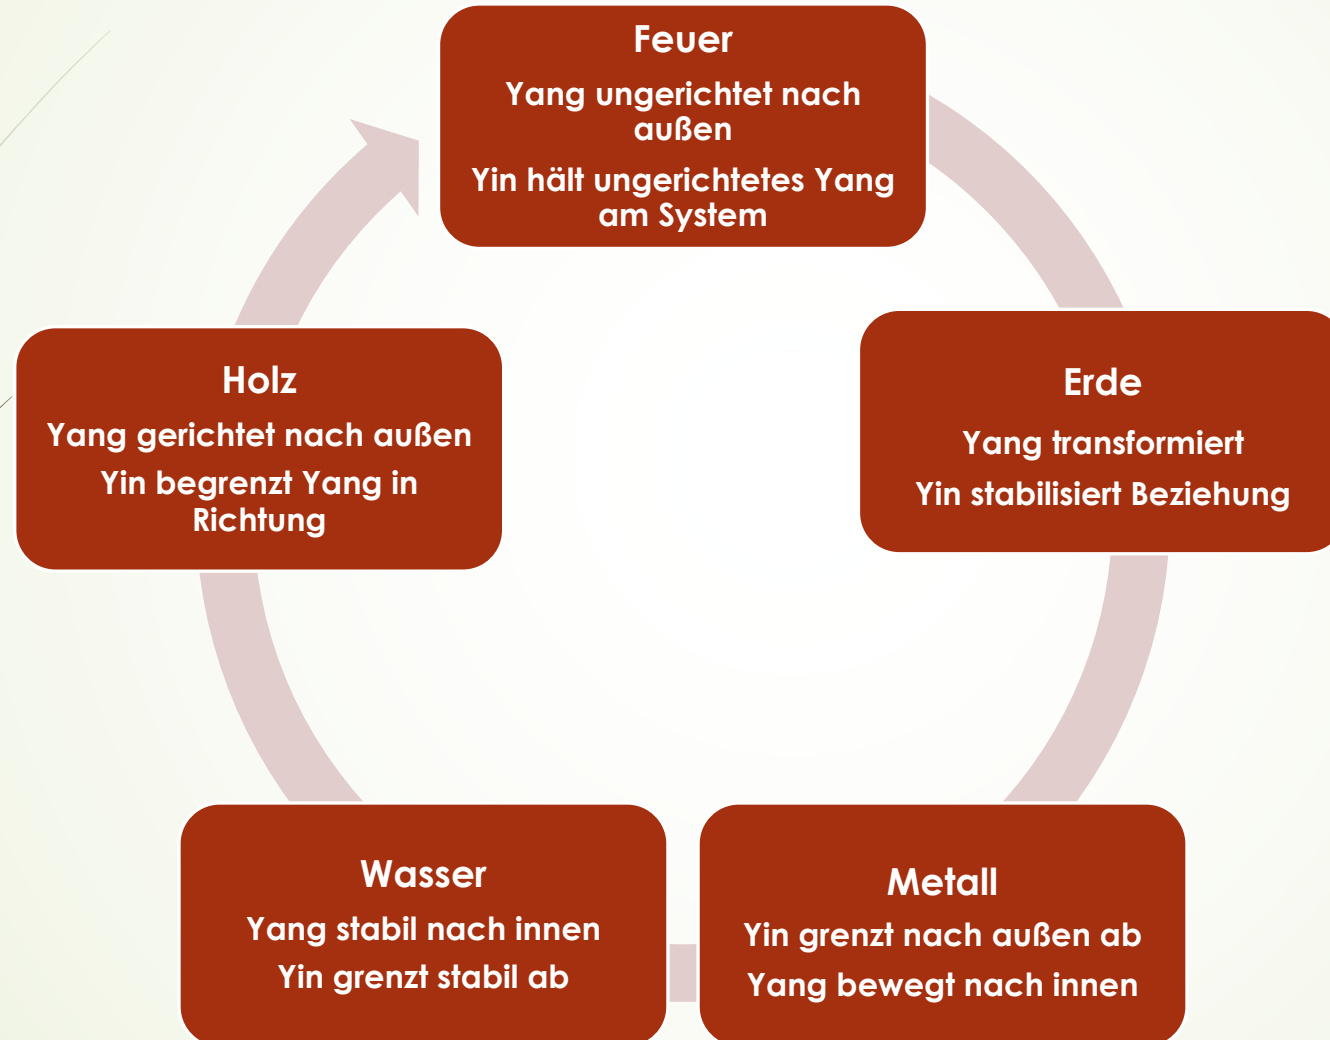 Feuer
Yang ungerichtet nach
außen
Yin hält ungerichtetes Yang
am System
Erde
Yang transformiert
Yin stabilisiert Beziehung
Metall
Yin grenzt nach außen ab
Yang bewegt nach innen
Wasser
Yang stabil nach innen
Yin grenzt stabil ab
Holz
Yang gerichtet nach außen
Yin begrenzt Yang in
Richtung